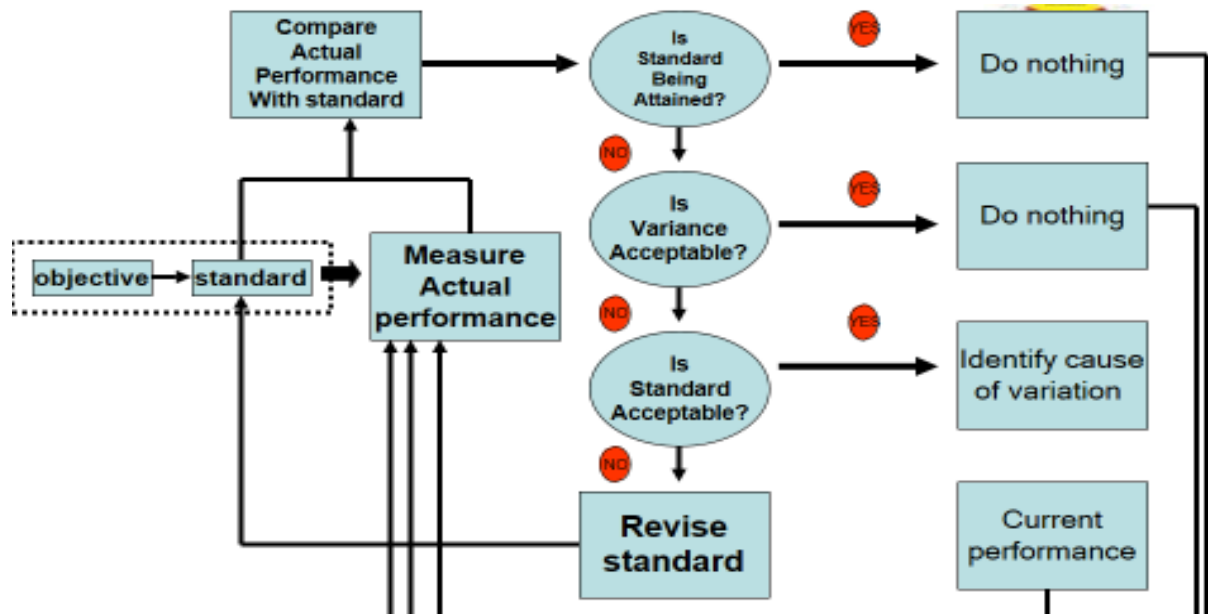 Compare
Actual
Performance
With standard
Is
Standard
Being
Attained?
YES
Do nothing
NO
Is
Variance
Acceptable?
YES
Do nothing
objective
standard
Measure
Actual
performance
NO
Is
Standard
Acceptable?
YES
Identify cause
of variation
NO
Revise
standard
Current
performance